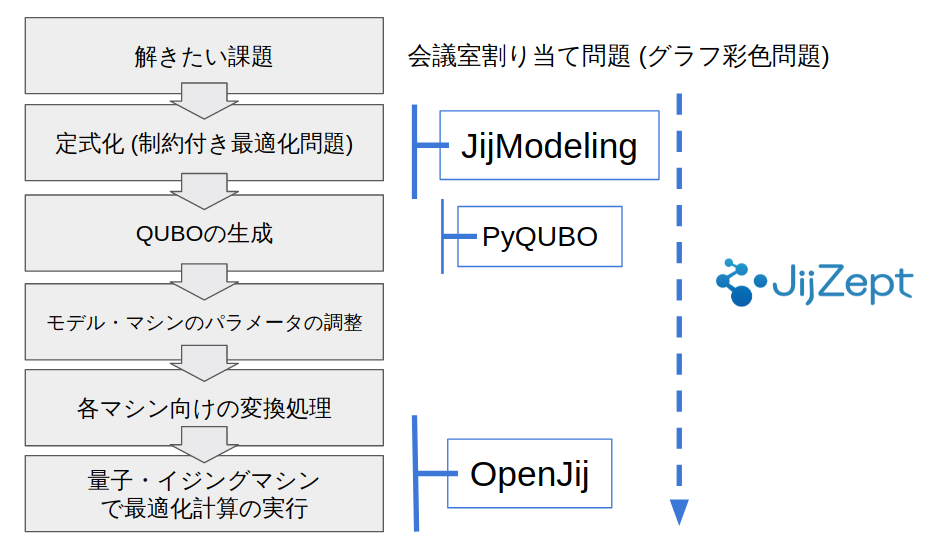 解きたい課題
会議室割り当て問題 (グラフ彩色問題)
定式化 (制約付き最適化問題)
JijModeling
QUBOの生成
PyQUBO
JijZept
モデル・マシンのパラメータの調整
各マシン向けの変換処理
量子・イジングマシン
で最適化計算の実行
OpenJij